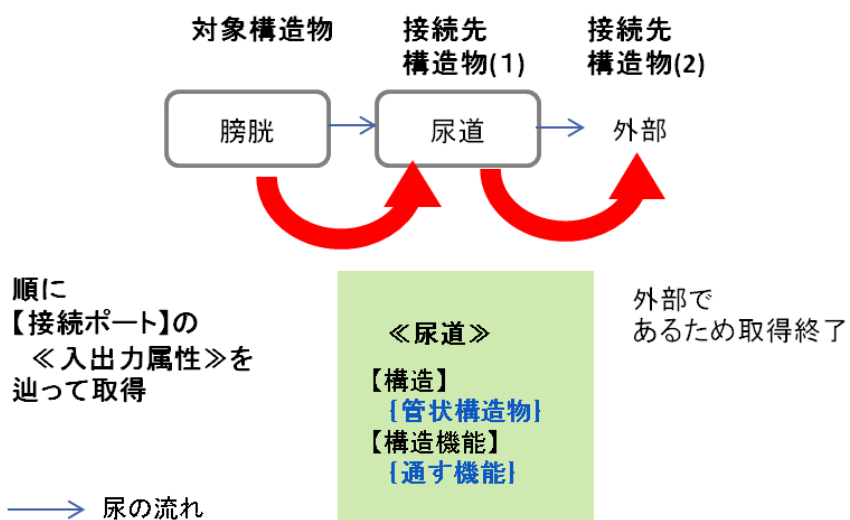 対象構造物
接続先
構造物(1)
接続先
構造物(2)
膀胱
尿道
外部
順に
【接続ポート】の
≪入出力属性≫を
辿って取得
≪尿道≫
【構造】
{管状構造物}
【構造機能】
{通す機能}
外部で
あるため取得終了
尿の流れ